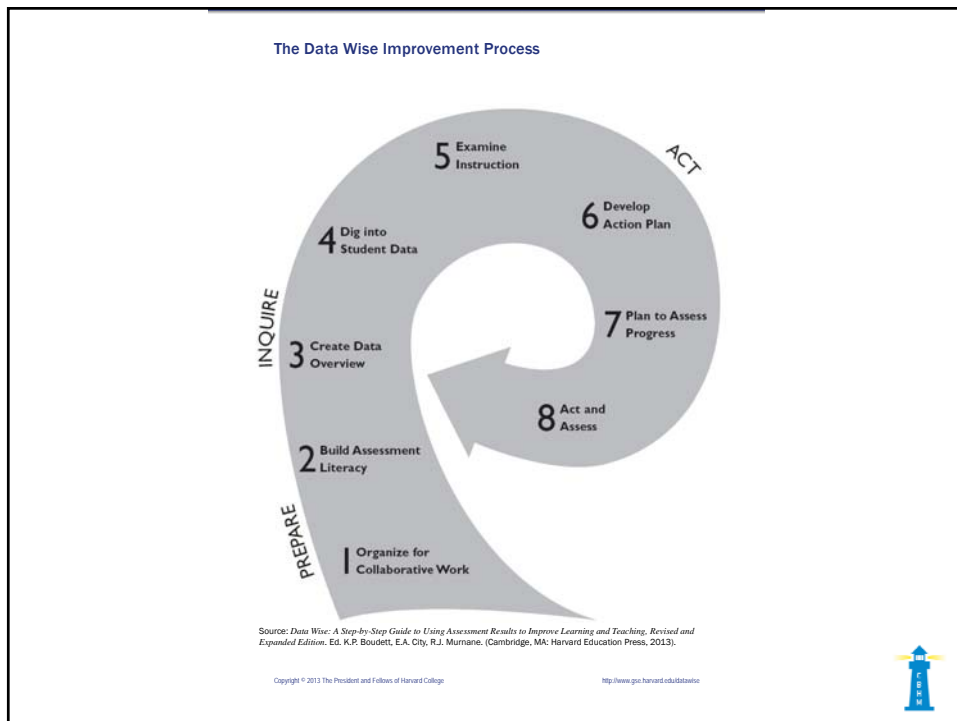 The Data Wise Improvement Process
5 Examine
Instruction
ACT
6 Develop
Action Plan
4 Dig into
Student Data
INQUIRE
7 Plan to Assess
Progress
3 Create Data
Overview
8 Act and
Assess
2 Build Assessment
Literacy
PREPARE
1 Organize for
Collaborative Work
Source: Data Wise: A Step-by-Step Guide to Using Assessment Results to Improve Learning and Teaching, Revised and
Expanded Edition. Ed. K.P. Boudett, E.A. City, R.J. Murnane. (Cambridge, MA: Harvard Education Press, 2013).
Copyright © 2013 The President and Fellows of Harvard College
http://www.gse.harvard.edu/datawise
C
B
H
M